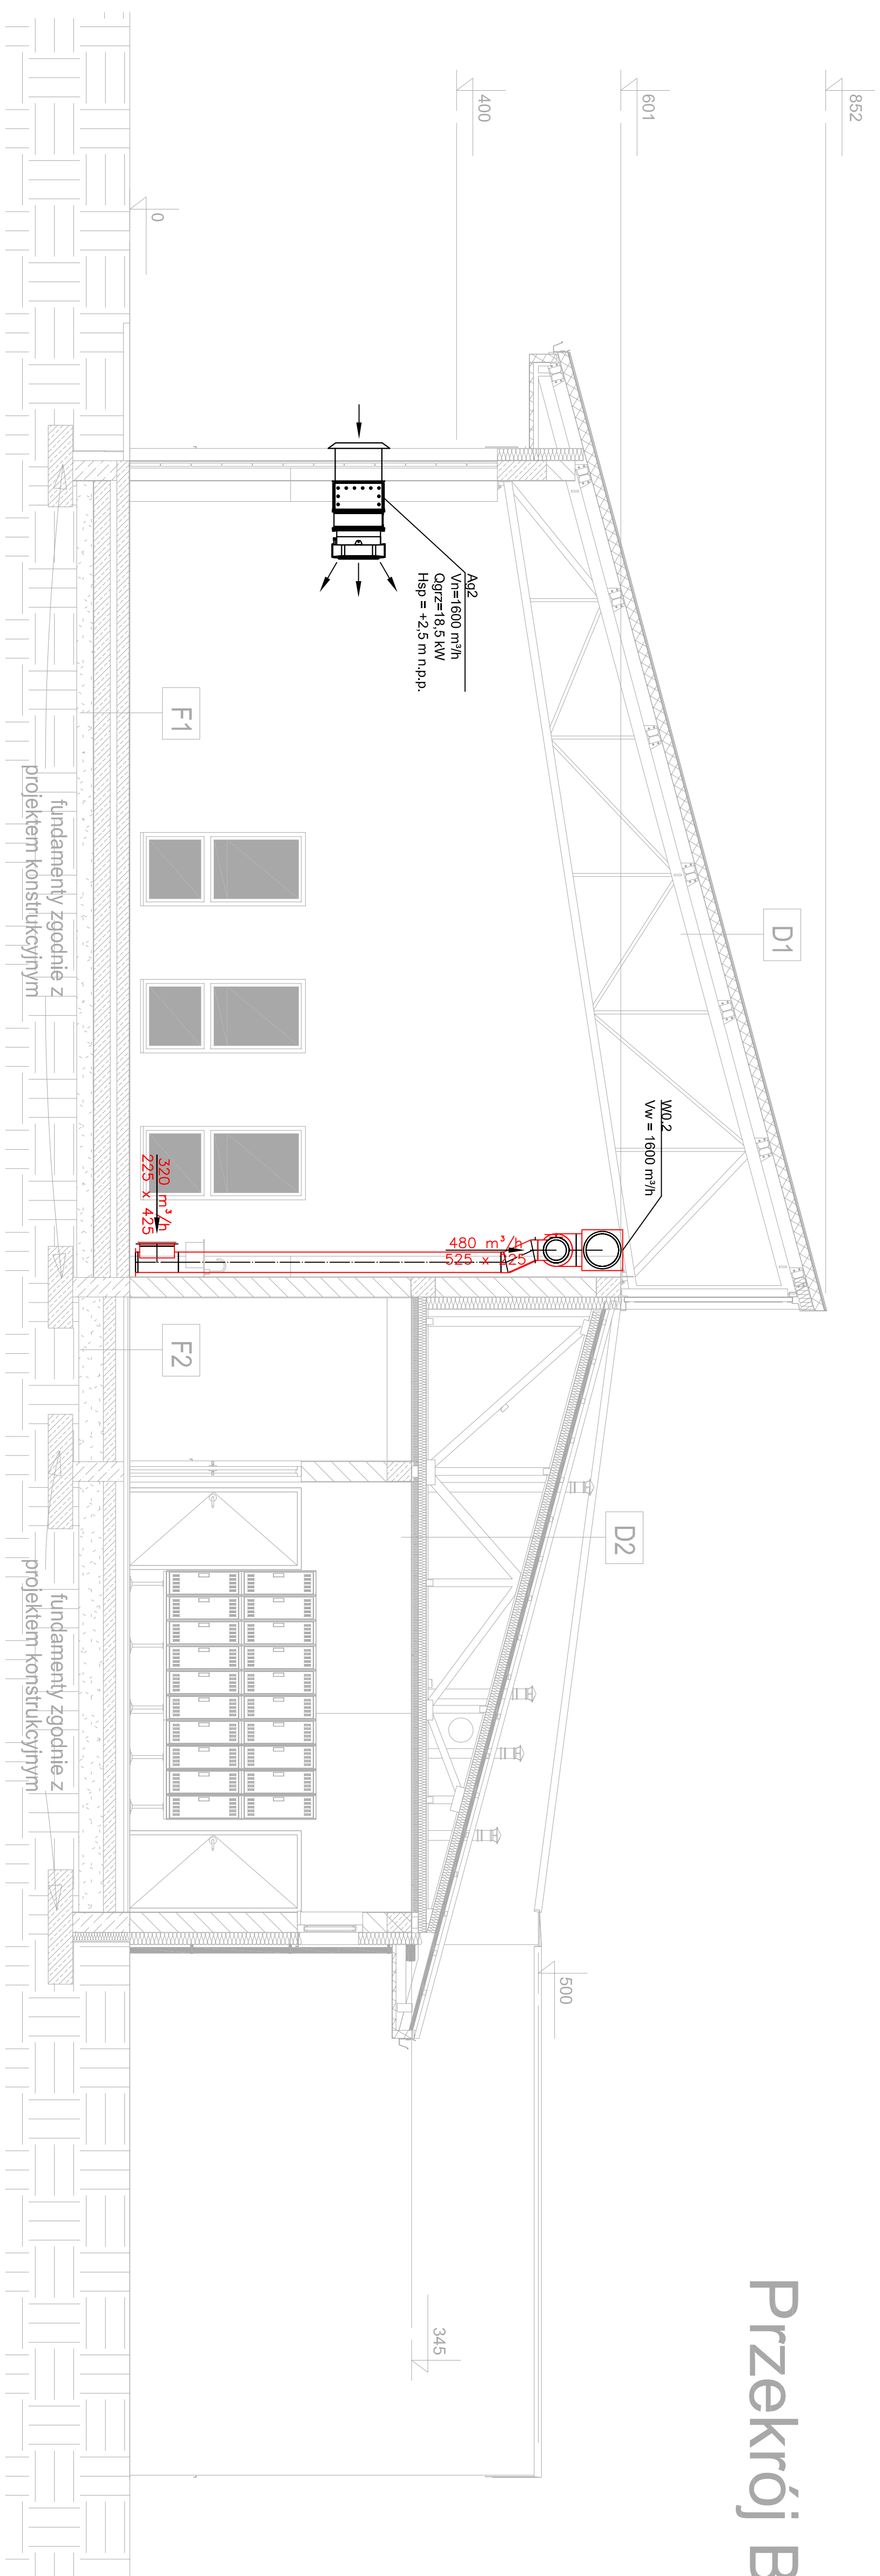 852
601
400
0
Ag2
Vn=1600 m³/h
Qgrz=18,5 kW
Hsp = +2,5 m n.p.p.
D1
F1
fundamenty zgodnie z
projektem konstrukcyjnym
W0.2
Vw = 1600 m³/h
320 m³/h
225 x 425
480 m³/h
525 x 225
F2
D2
fundamenty zgodnie z
projektem konstrukcyjnym
500
345
Przekrój B